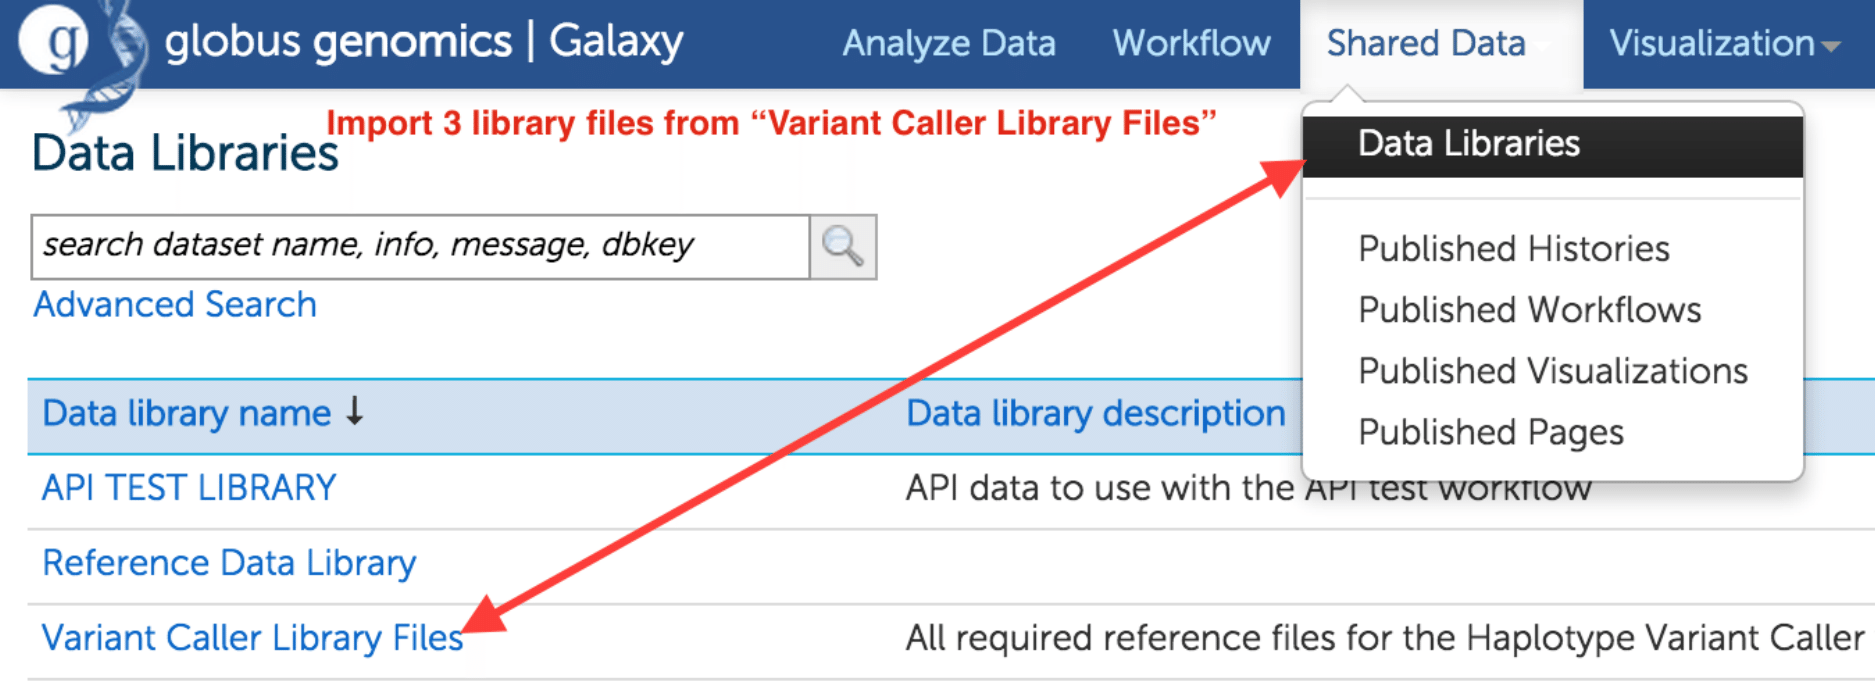 g globus genomics | Galaxy Analyze Data Workflow Shared Data Visualization
Import 3 library files from “Variant Caller Library Files”
Data Libraries
Data Libraries
Published Histories
Published Workflows
Published Visualizations
Published Pages
search dataset name, info, message, dbkey
Advanced Search
Data library name ↓ Data library description
API TEST LIBRARY API data to use with the API test workflow
Reference Data Library
Variant Caller Library Files All required reference files for the Haplotype Variant Caller